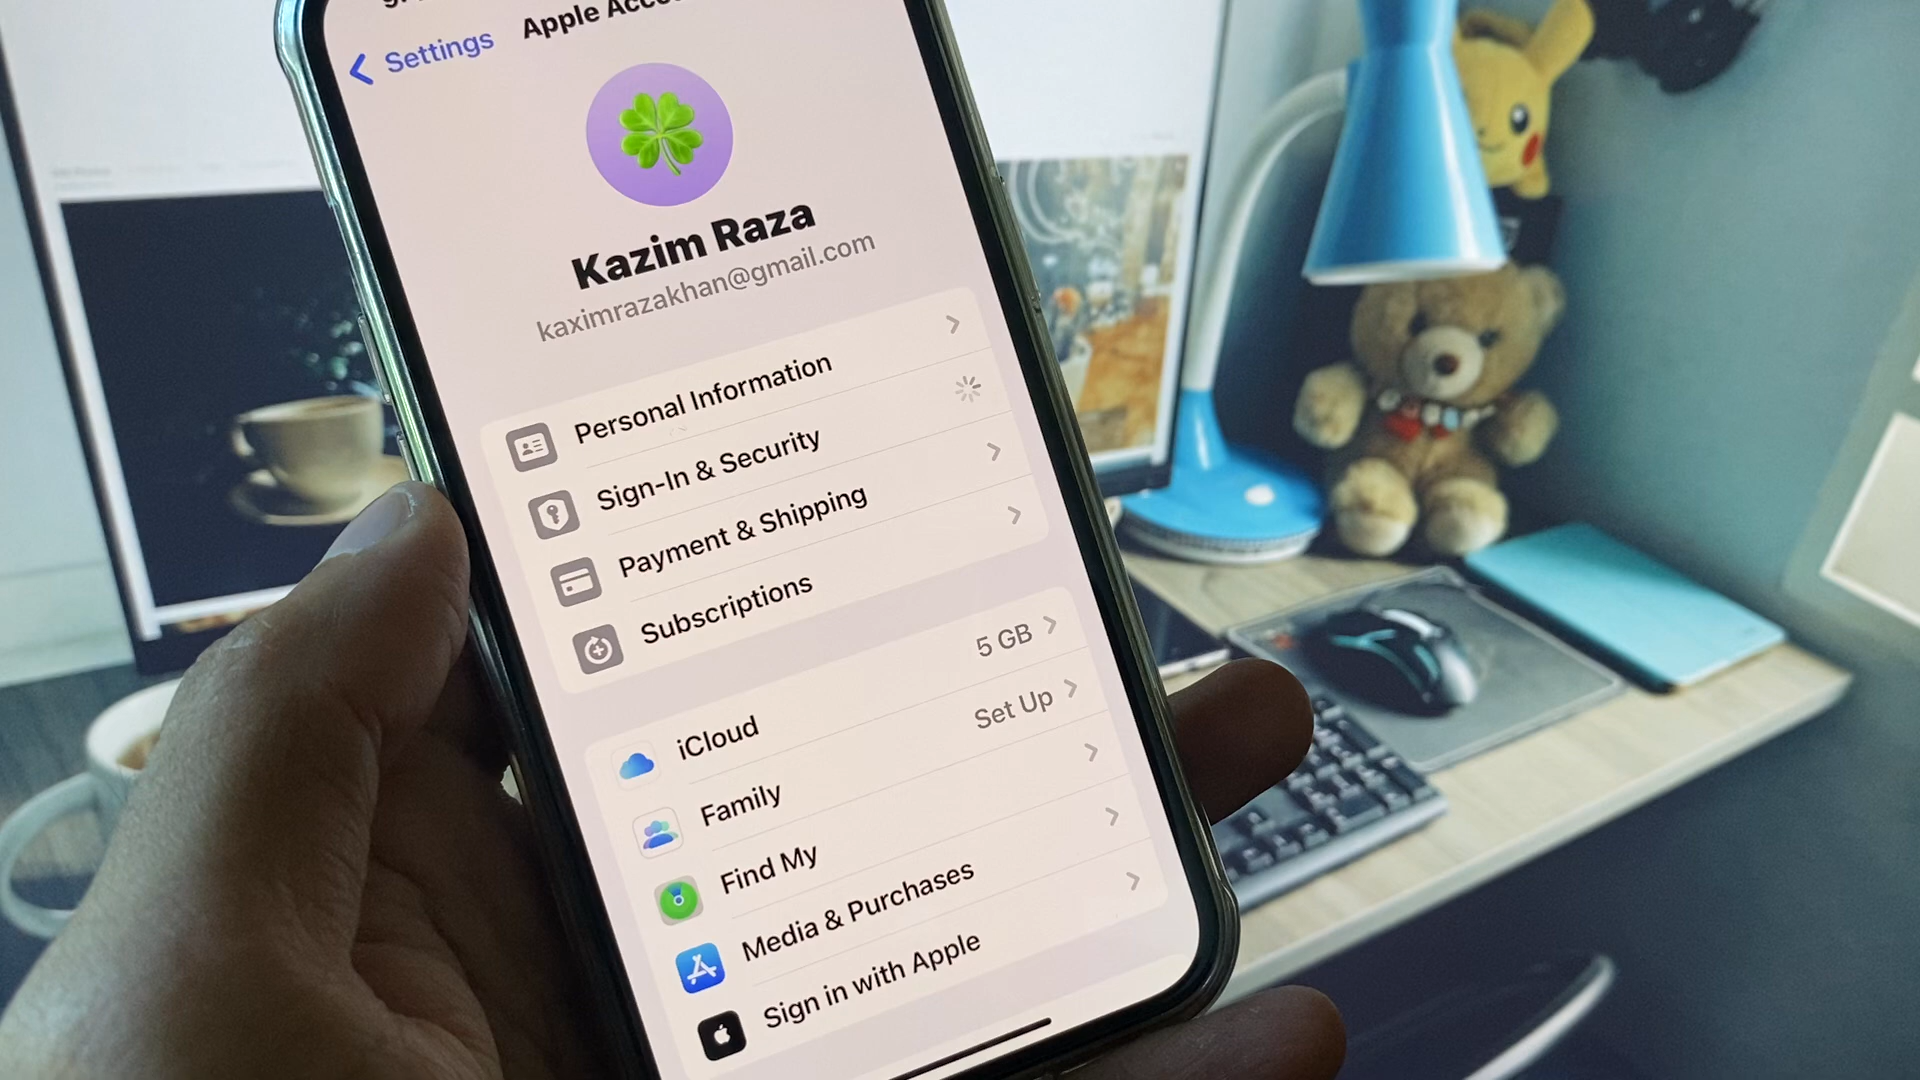 Settings
Apple
Kazim Raza
kaximrazakhan@gmail.com
Personal Information
Sign-In & Security
Payment & Shipping
Subscriptions
iCloud 5 GB
Family Set Up
Find My
Media & Purchases
Sign in with Apple